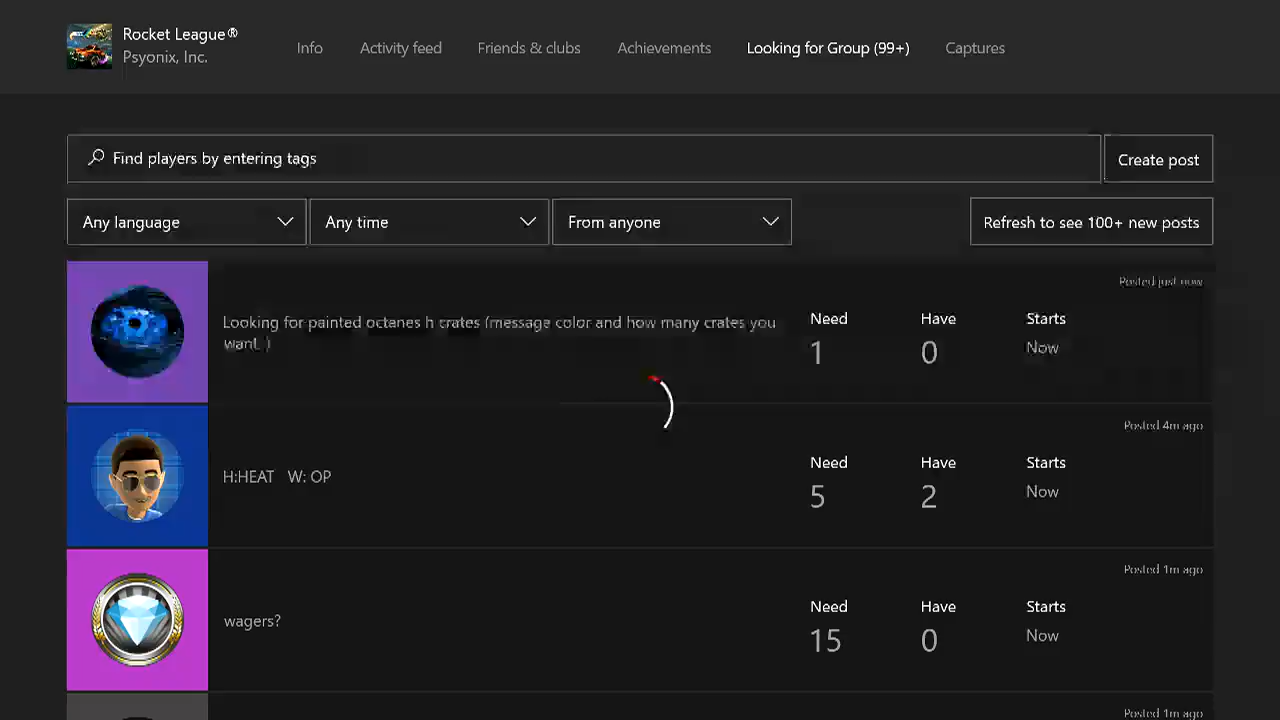 Rocket League®
Psyonix, Inc.
Info
Activity feed
Friends & clubs
Achievements
Looking for Group (99+)
Captures
Find players by entering tags
Create post
Any language
Any time
From anyone
Refresh to see 100+ new posts
Posted just now
Looking for painted octanes h crates (message color and how many crates you
want. )
Need
Have
Starts
1
0
Now
Posted 4m ago
H:HEAT W: OP
Need
Have
Starts
5
2
Now
Posted 1m ago
wagers?
Need
Have
Starts
15
0
Now
Posted 1m ago